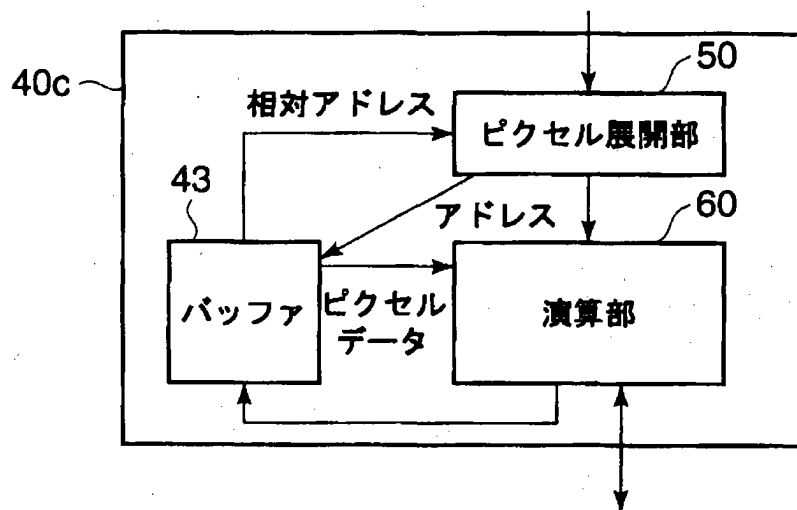 40c
50
相対アドレス
ピクセル展開部
43
アドレス
60
バッファ
ピクセル
データ
演算部